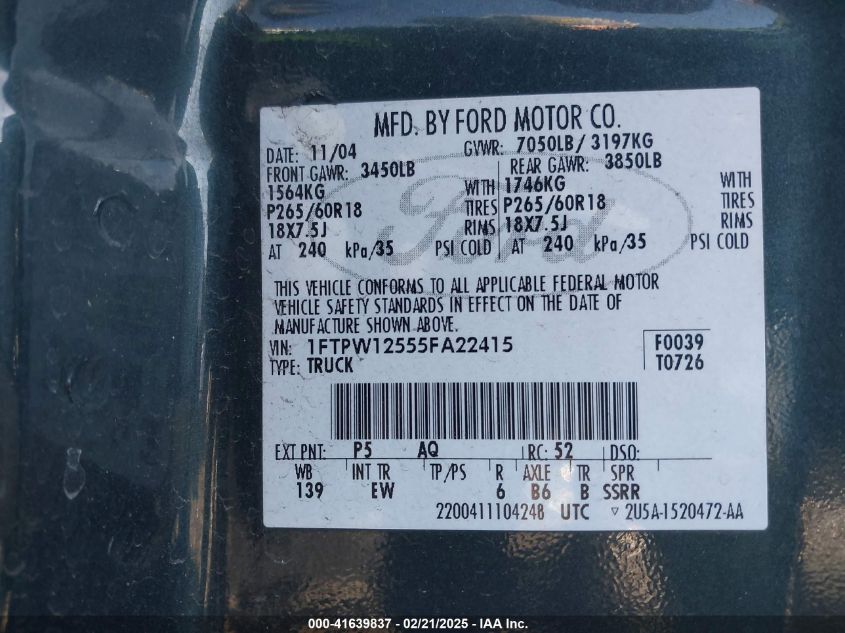 MFD. BY FORD MOTOR CO.
DATE: 11/04 GVWR: 7050LB/ 3197KG
FRONT GAWR: 3450LB REAR GAWR: 3850LB
1564KG WITH 1746KG WITH
P265/60R18 TIRES P265/60R18 TIRES
18X7.5J RIMS 18X7.5J RIMS
AT 240 kPa/35 PSI COLD AT 240 kPa/35 PSI COLD
Ford
THIS VEHICLE CONFORMS TO ALL APPLICABLE FEDERAL MOTOR
VEHICLE SAFETY STANDARDS IN EFFECT ON THE DATE OF
MANUFACTURE SHOWN ABOVE.
VIN: 1FTPW12555FA22415 F0039
TYPE: TRUCK T0726
EXT PNT: P5 AQ RC: 52 DSO:
WB INT TR TP/PS R AXLE TR SPR
139 EW 6 B6 B SSRR
2200411104248 UTC ▽ 2U5A-1520472-AA
000-41639837 - 02/21/2025 - IAA Inc.